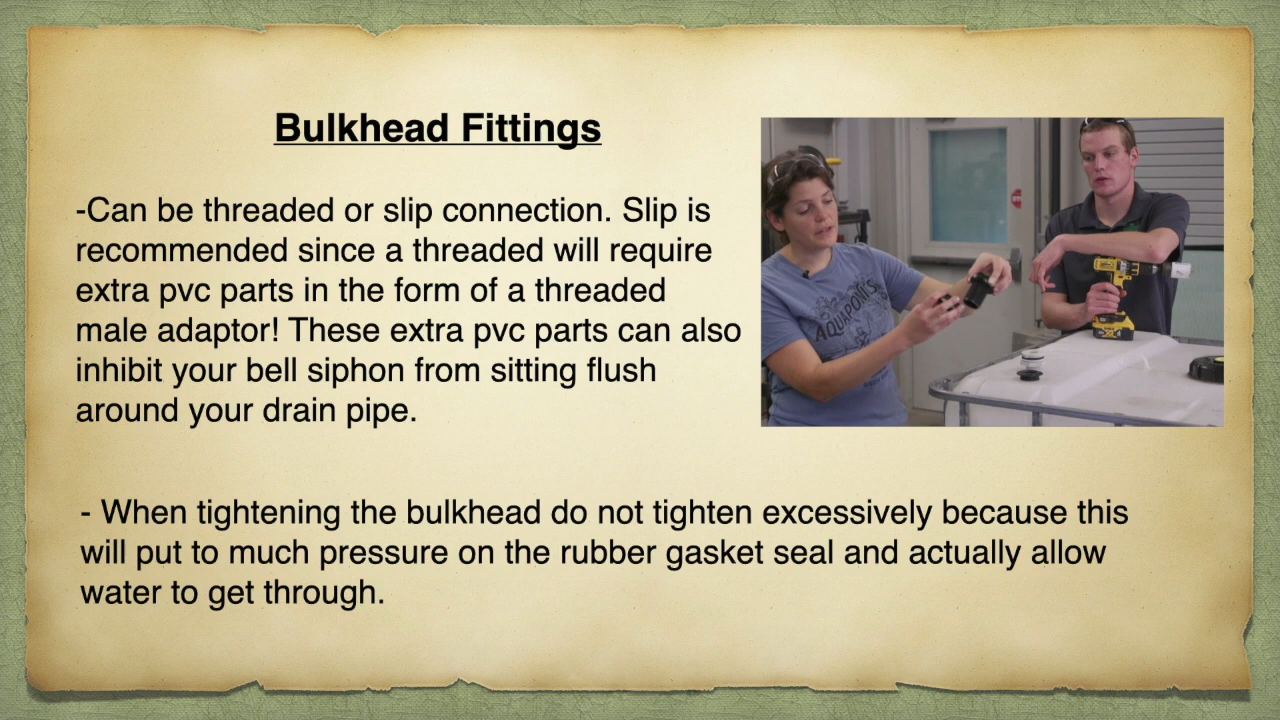 Bulkhead Fittings
-Can be threaded or slip connection. Slip is
recommended since a threaded will require
extra pvc parts in the form of a threaded
male adaptor! These extra pvc parts can also
inhibit your bell siphon from sitting flush
around your drain pipe.
AQUAPONICS
- When tightening the bulkhead do not tighten excessively because this
will put to much pressure on the rubber gasket seal and actually allow
water to get through.